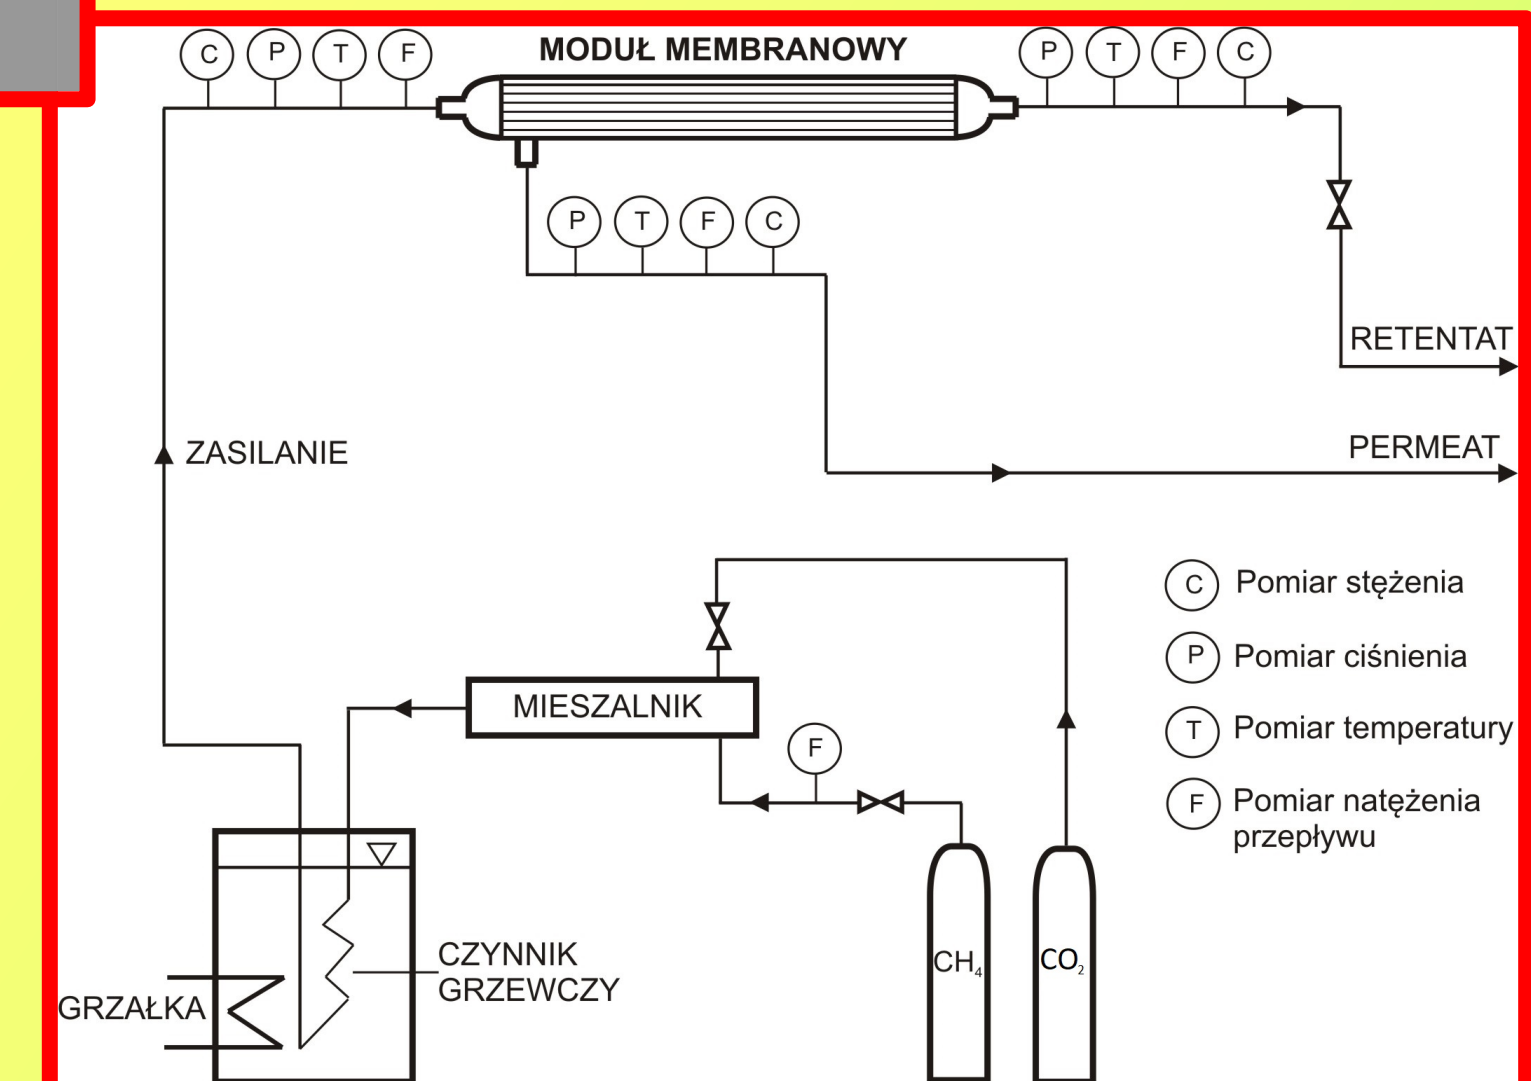 C P T F
MODUŁ MEMBRANOWY
P T F C
P T F C
RETENTAT
PERMEAT
ZASILANIE
C Pomiar stężenia
P Pomiar ciśnienia
T Pomiar temperatury
F Pomiar natężenia
przepływu
MIESZALNIK
F
CZYNNIK
GRZEWCZY
GRZAŁKA
CH₄
CO₂